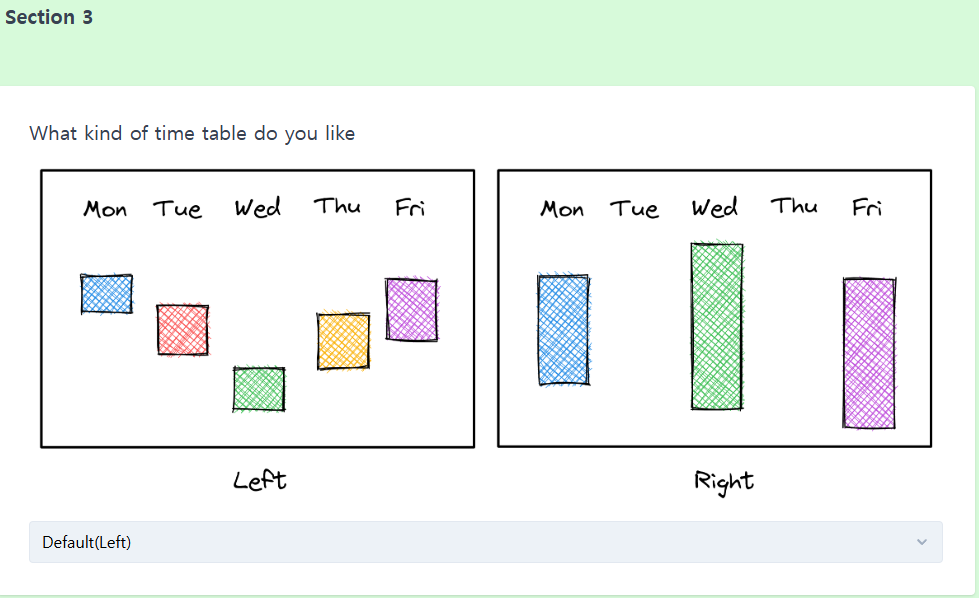 Section 3
What kind of time table do you like
Mon Tue Wed Thu Fri
Mon Tue Wed Thu Fri
Left
Right
Default(Left)